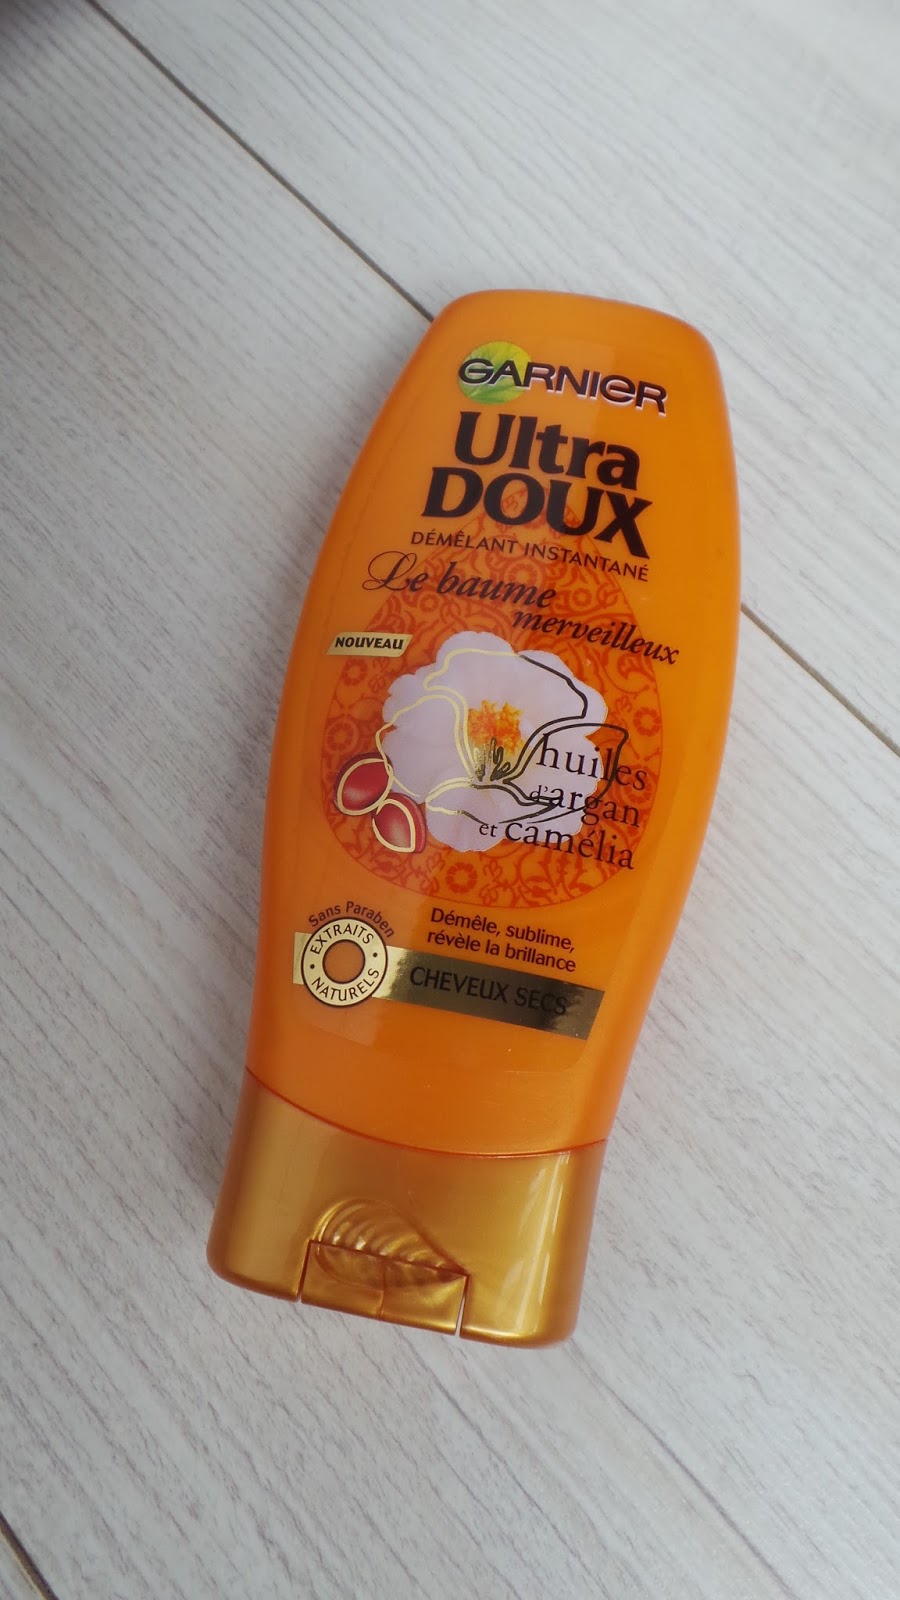 GARNIER
Ultra
DOUX
DÉMÊLANT INSTANTANÉ
Le baume
merveilleux
NOUVEAU
huiles
d'argan
et camélia
Sans Paraben
EXTRAITS
NATURELS
Démêle, sublime,
révèle la brillance
CHEVEUX SECS